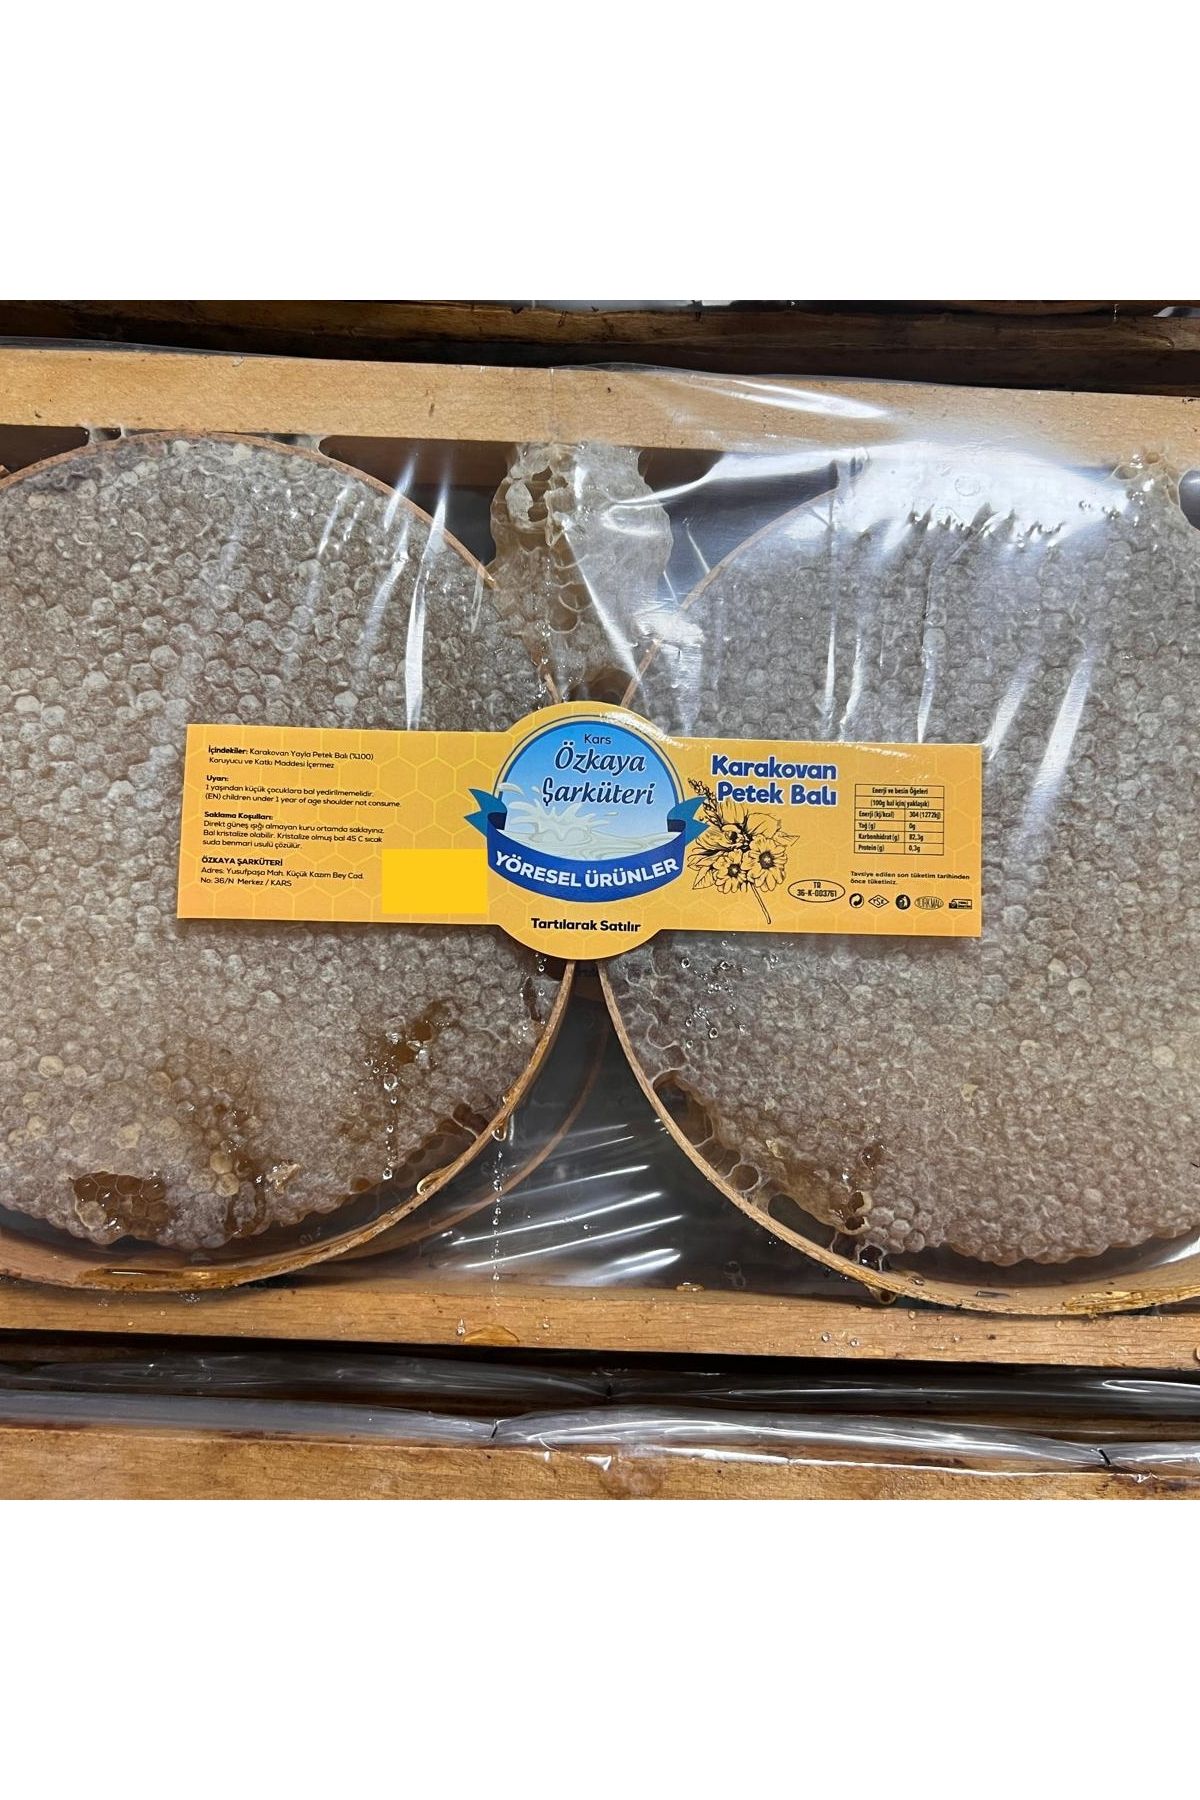 İçindekiler: Karakovan Yayla Petek Balı (%100)
Koruyucu ve Katkı Maddesi İçermez
Uyarı:
1 yaşından küçük çocuklara bal yedirilmemelidir.
(EN) children under 1 year of age shoulder not consume.
Saklama Koşulları:
Direkt güneş ışığı almayan kuru ortamda saklayınız.
Bal kristalize olabilir. Kristalize olmuş bal 45 C sıcak
suda benmari usulü çözülür.
ÖZKAYA ŞARKÜTERİ
Adres: Yusufpaşa Mah. Küçük Kazım Bey Cad.
No: 36/N Merkez / KARS
Kars
Özkaya
Şarküteri
YÖRESEL ÜRÜNLER
Tartılarak Satılır
Karakovan
Petek Balı
Enerji ve besin Öğeleri
(100g bal için yaklaşık)
Enerji (kj/kcal) 304 (1272kj)
Yağ (g) 0g
Karbonhidrat (g) 82,3g
Protein (g) 0,3g
Tavsiye edilen son tüketim tarihinden
önce tüketiniz.
TR
36-K-003761